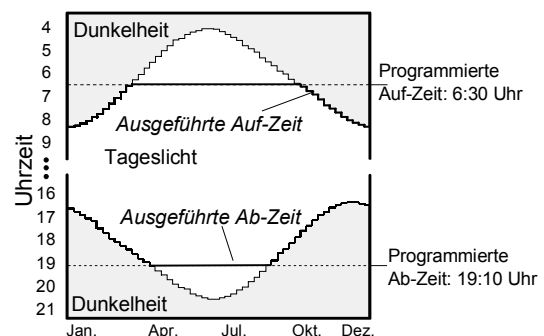 Uhrzeit
4
5
6
7
8
9
16
17
18
19
20
21
Dunkelheit
Programmierte
Auf-Zeit: 6:30 Uhr
Ausgeführte Auf-Zeit
Tageslicht
Ausgeführte Ab-Zeit
Programmierte
Ab-Zeit: 19:10 Uhr
Dunkelheit
Jan. Apr. Jul. Okt. Dez.